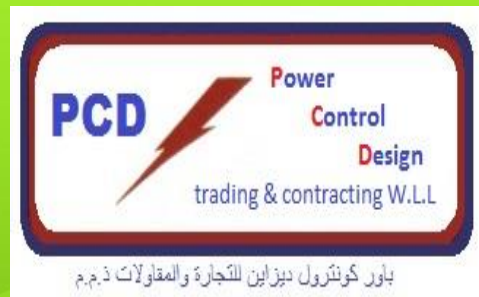 PCD
Power
Control
Design
trading & contracting W.L.L
باور كونترول ديزاين للتجارة والمقاولات ذ.م.م